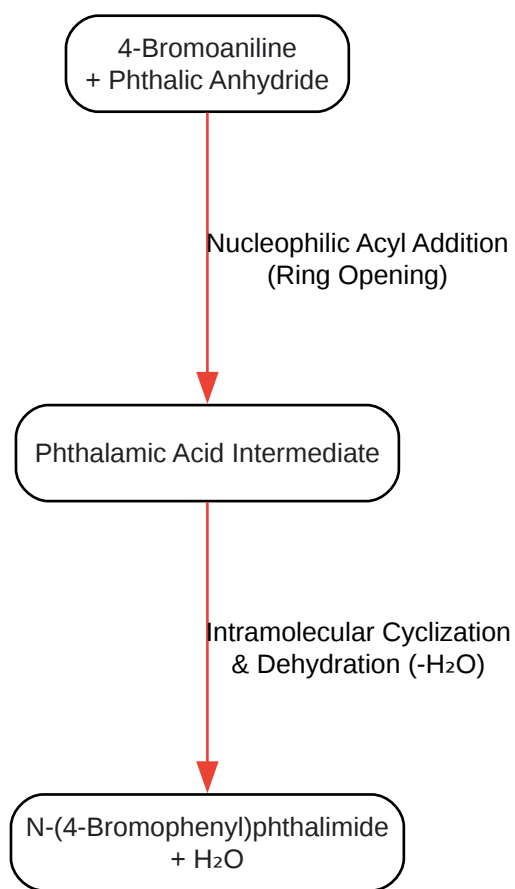 4-Bromoaniline
+ Phthalic Anhydride
Nucleophilic Acyl Addition
(Ring Opening)
Phthalamic Acid Intermediate
Intramolecular Cyclization
& Dehydration (-H₂O)
N-(4-Bromophenyl)phthalimide
+ H₂O